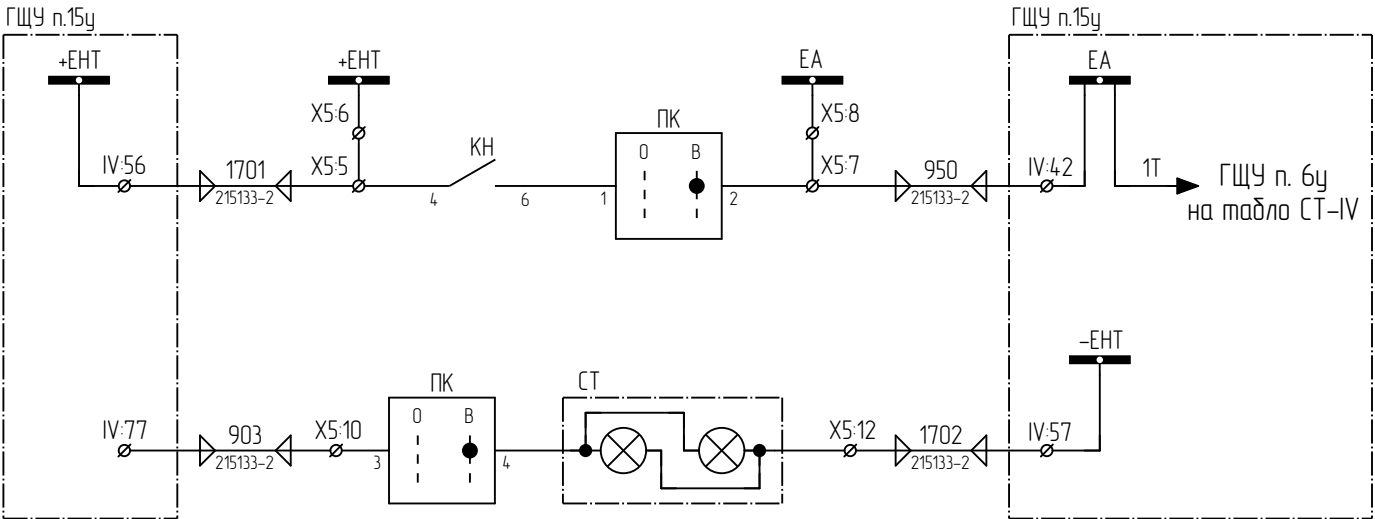 ГЩУ п.15у
ГЩУ п.15у
+ЕНТ
+ЕНТ
ЕА
ЕА
Х5:6
Х5:8
ПК
О В
КН
IV:56
1701
215133-2
Х5:5
4
6
1
2
Х5:7
950
215133-2
IV:42
1Т
ГЩУ п. 6у
на табло СТ-IV
-ЕНТ
ПК
О В
СТ
IV:77
903
215133-2
Х5:10
3
4
Х5:12
1702
215133-2
IV:57